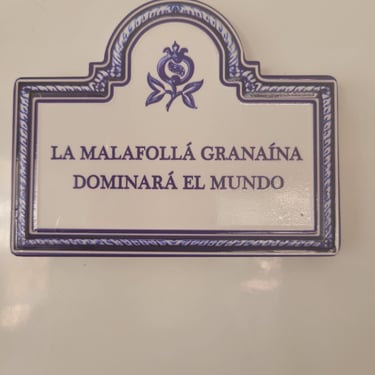 LA MALAFOLLÁ GRANAÍNA
DOMINARÁ EL MUNDO